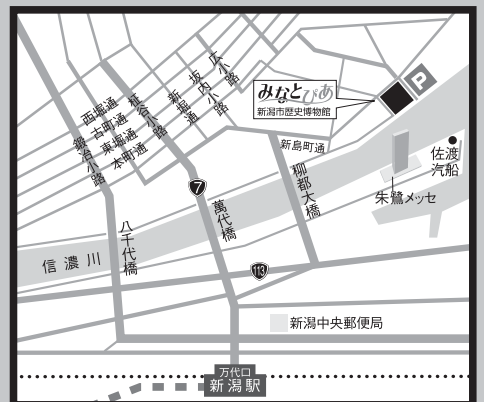 広小路
坂内小路
新堀通
柾谷小路
西堀通
古町通
東堀通
本町通
鍛冶小路
みなとぴあ
新潟市歴史博物館
P
新島町通
佐渡
汽船
朱鷺メッセ
7
柳都大橋
萬代橋
八千代橋
信濃川
113
新潟中央郵便局
万代口
新潟駅